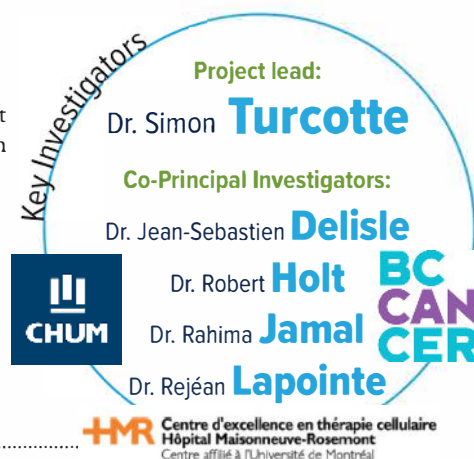 Key Investigators
Project lead:
Dr. Simon Turcotte
Co-Principal Investigators:
Dr. Jean-Sebastien Delisle
Dr. Robert Holt
Dr. Rahima Jamal
Dr. Rejéan Lapointe
CHUM
BC
CAN
CER
HMR Centre d'excellence en thérapie cellulaire
Hôpital Maisonneuve-Rosemont
Centre affilié à l'Université de Montréal